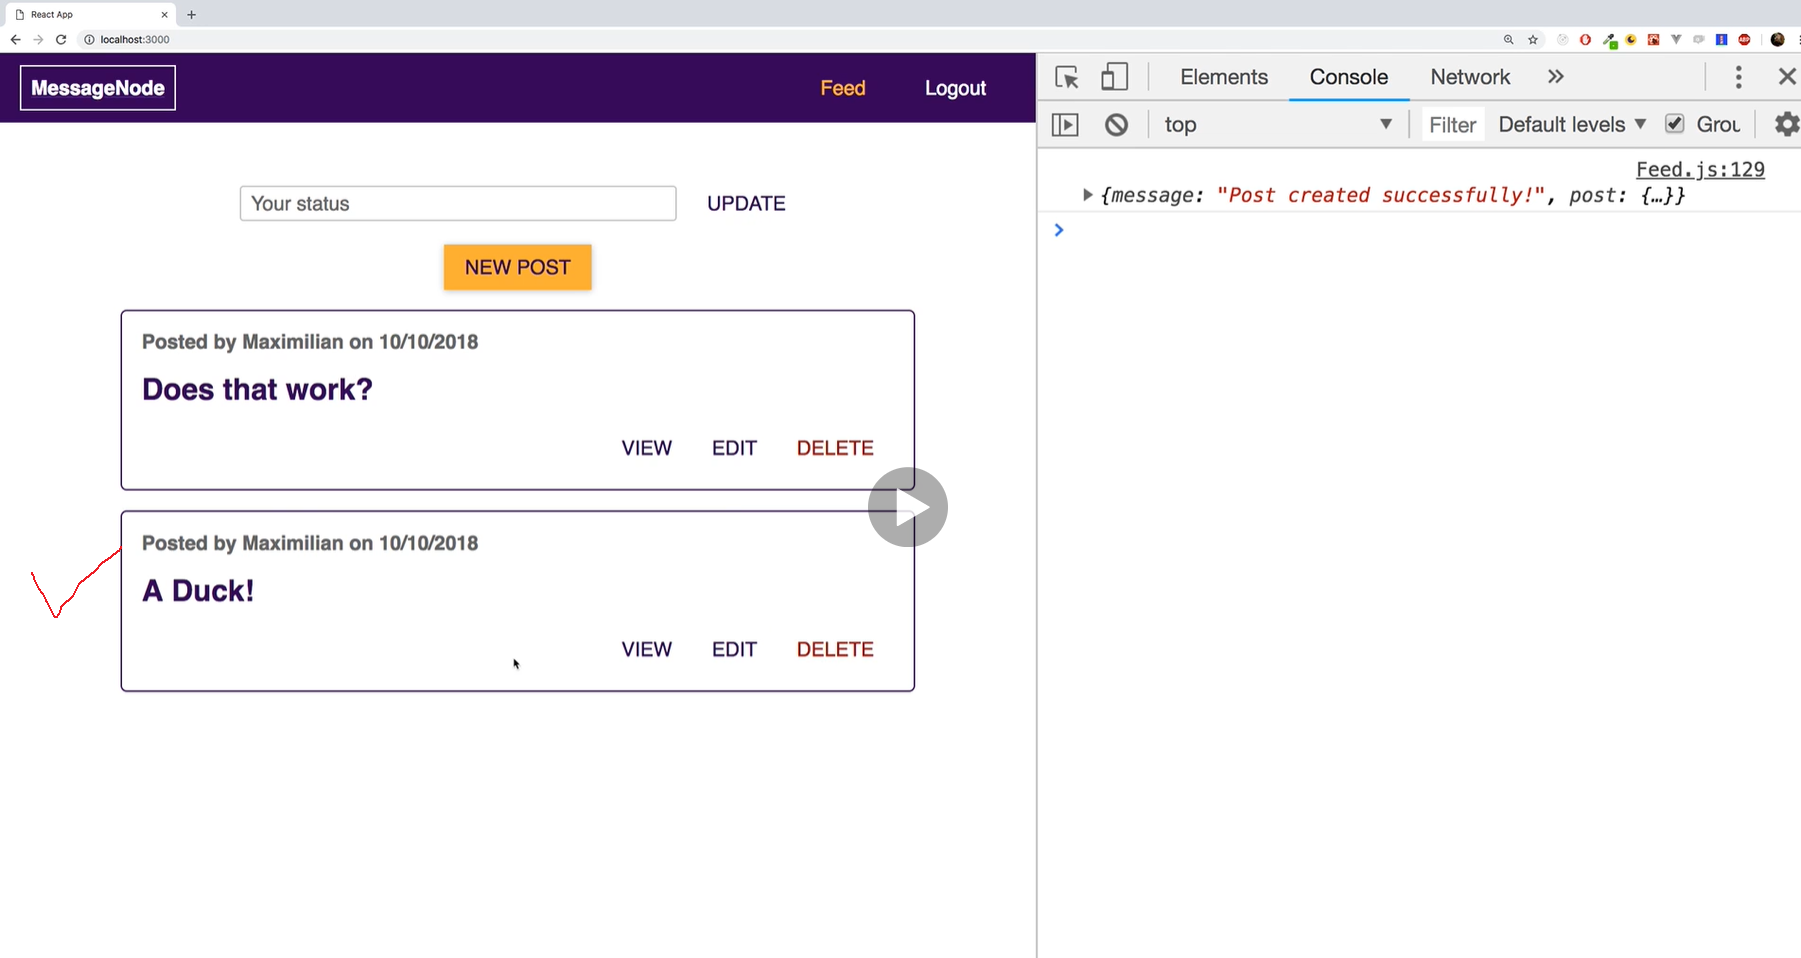 React App
localhost:3000
MessageNode
Feed
Logout
Your status
UPDATE
NEW POST
Posted by Maximilian on 10/10/2018
Does that work?
VIEW EDIT DELETE
Posted by Maximilian on 10/10/2018
A Duck!
VIEW EDIT DELETE
Elements Console Network
top
Filter
Default levels
Grou
Feed.js:129
{message: "Post created successfully!", post: {…}}